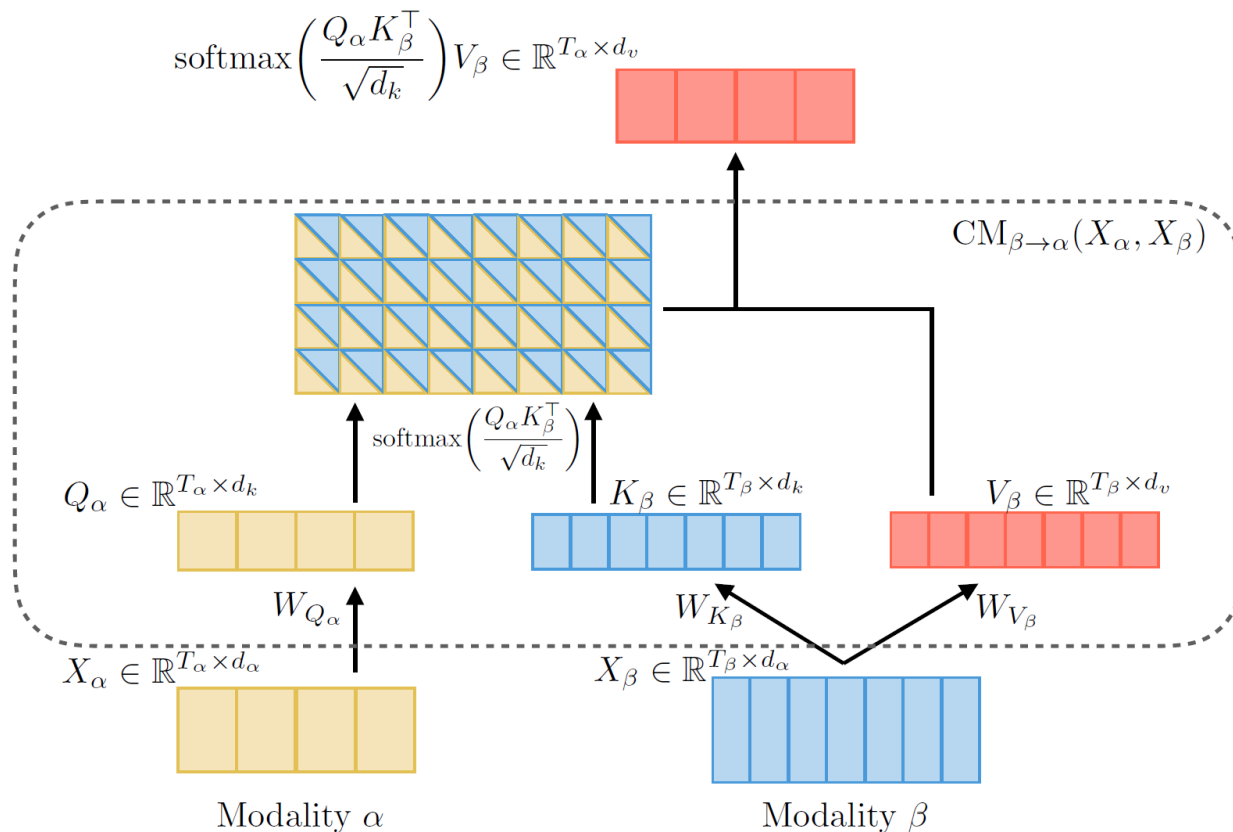 softmax(Q_α K_β^⊤ / √d_k) V_β ∈ ℝ^{T_α × d_v}
CM_{β→α}(X_α, X_β)
softmax(Q_α K_β^⊤ / √d_k)
Q_α ∈ ℝ^{T_α × d_k}
K_β ∈ ℝ^{T_β × d_k}
V_β ∈ ℝ^{T_β × d_v}
W_{Q_α}
W_{K_β}
W_{V_β}
X_α ∈ ℝ^{T_α × d_α}
X_β ∈ ℝ^{T_β × d_α}
Modality α
Modality β